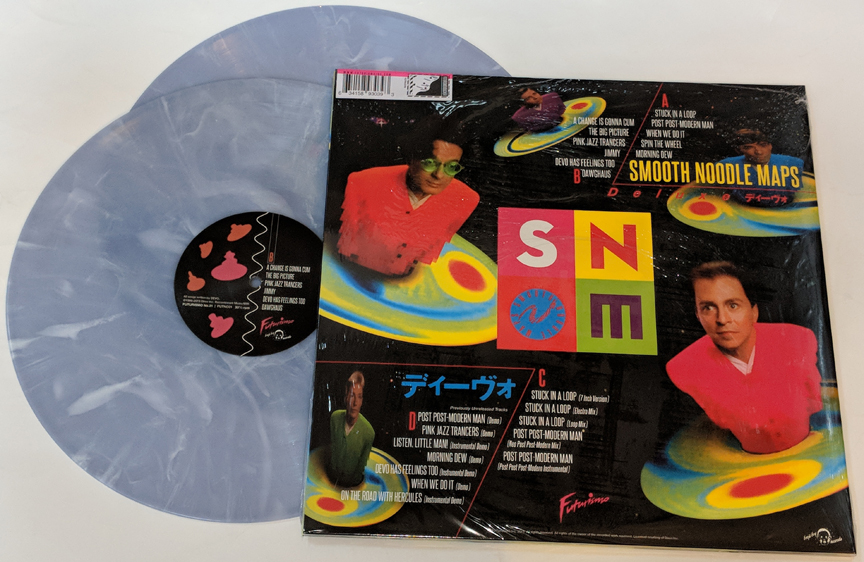 A CHANGE IS GONNA CUM
THE BIG PICTURE
PINK JAZZ TRANCERS
JIMMY
DEVO HAS FEELINGS TOO
B DAWGHAUS
A
STUCK IN A LOOP
POST POST-MODERN MAN
WHEN WE DO IT
SPIN THE WHEEL
MORNING DEW
SMOOTH NOODLE MAPS
ディーヴォ
S N
E
ディーヴォ
Previously Unreleased Tracks
D POST POST-MODERN MAN (Demo)
PINK JAZZ TRANCERS (Demo)
LISTEN, LITTLE MAN! (Instrumental Demo)
MORNING DEW (Demo)
DEVO HAS FEELINGS TOO (Instrumental Demo)
WHEN WE DO IT (Demo)
ON THE ROAD WITH HERCULES (Instrumental Demo)
C
STUCK IN A LOOP (7 Inch Version)
STUCK IN A LOOP (Electro Mix)
STUCK IN A LOOP (Loop Mix)
POST POST-MODERN MAN
(Neo Post-Modern Mix)
POST POST-MODERN MAN
(Post Post Post-Modern Instrumental)
Futurismo
B
A CHANGE IS GONNA CUM
THE BIG PICTURE
PINK JAZZ TRANCERS
JIMMY
DEVO HAS FEELINGS TOO
DAWGHAUS
Futurismo